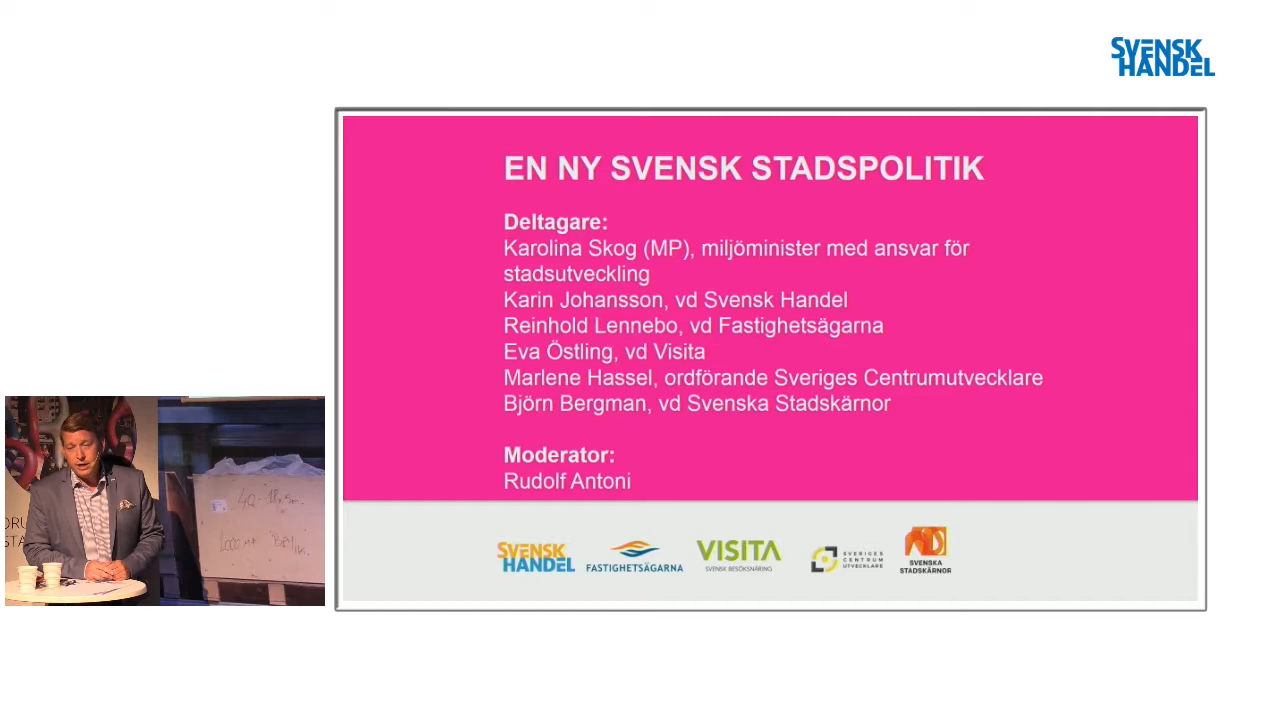 SVENSK
HANDEL
EN NY SVENSK STADSPOLITIK
Deltagare:
Karolina Skog (MP), miljöminister med ansvar för
stadsutveckling
Karin Johansson, vd Svensk Handel
Reinhold Lennebo, vd Fastighetsägarna
Eva Östling, vd Visita
Marlene Hassel, ordförande Sveriges Centrumutvecklare
Björn Bergman, vd Svenska Stadskärnor
Moderator:
Rudolf Antoni
SVENSK
HANDEL
FASTIGHETSÄGARNA
VISITA
SVENSK BESÖKSNÄRING
SVERIGES
CENTRUM
UTVECKLARE
SVENSKA
STADSKÄRNOR